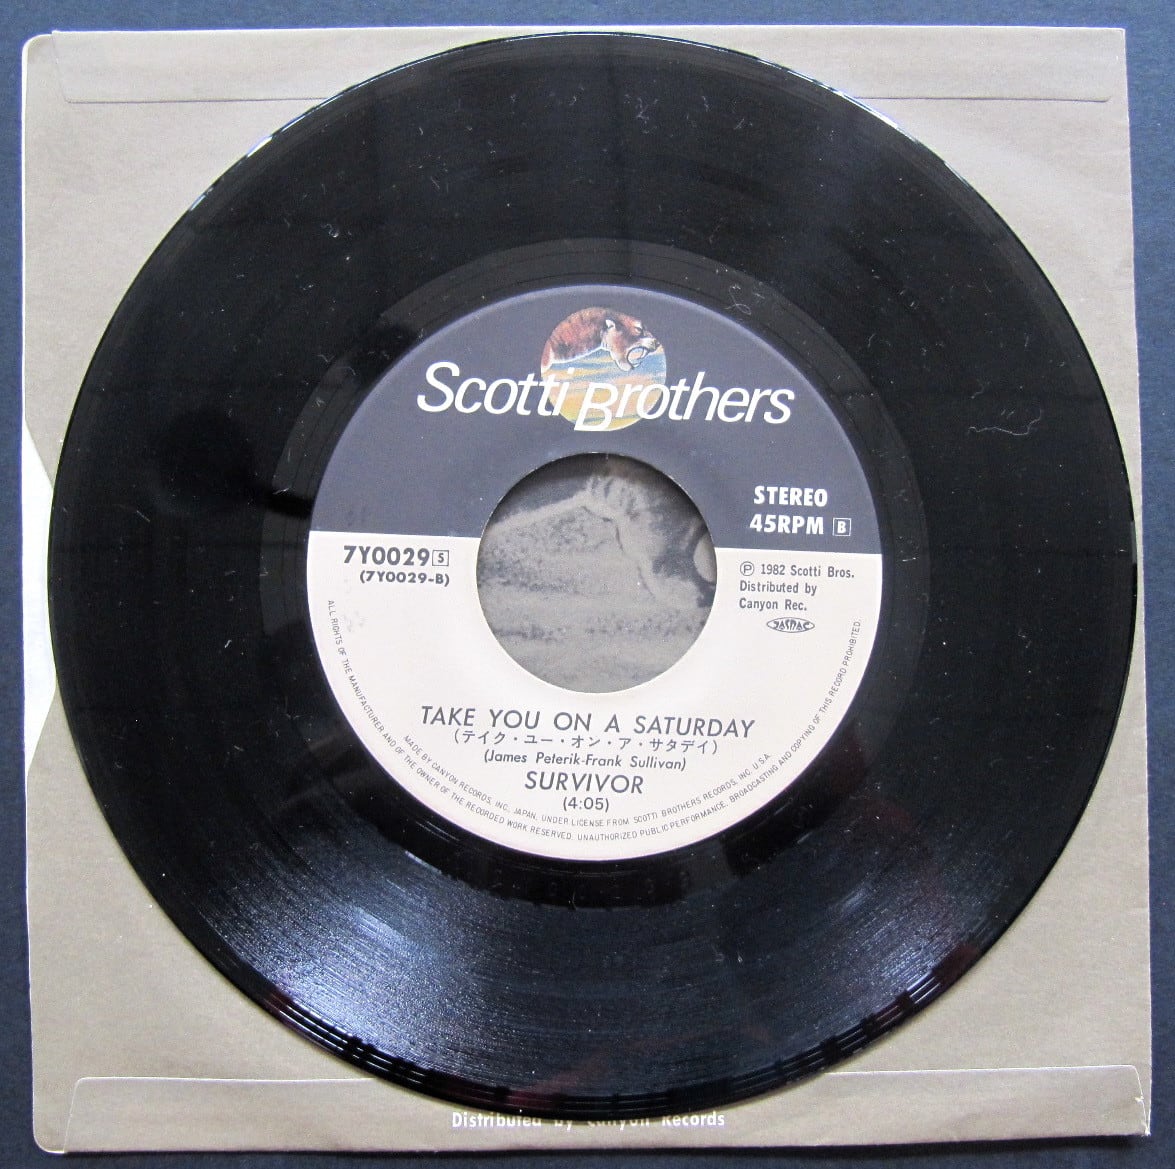 Scotti Brothers
STEREO
45RPM B
7Y0029 S
(7Y0029-B)
Ⓟ 1982 Scotti Bros.
Distributed by
Canyon Rec.
JASRAC
TAKE YOU ON A SATURDAY
(テイク・ユー・オン・ア・サタデイ)
(James Peterik-Frank Sullivan)
SURVIVOR
(4:05)
MADE BY CANYON RECORDS, INC. JAPAN, UNDER LICENSE FROM SCOTTI BROTHERS RECORDS, INC. U.S.A.
ALL RIGHTS OF THE MANUFACTURER AND OF THE OWNER OF THE RECORDED WORK RESERVED. UNAUTHORIZED PUBLIC PERFORMANCE, BROADCASTING AND COPYING OF THIS RECORD PROHIBITED.
Distributed by Canyon Records